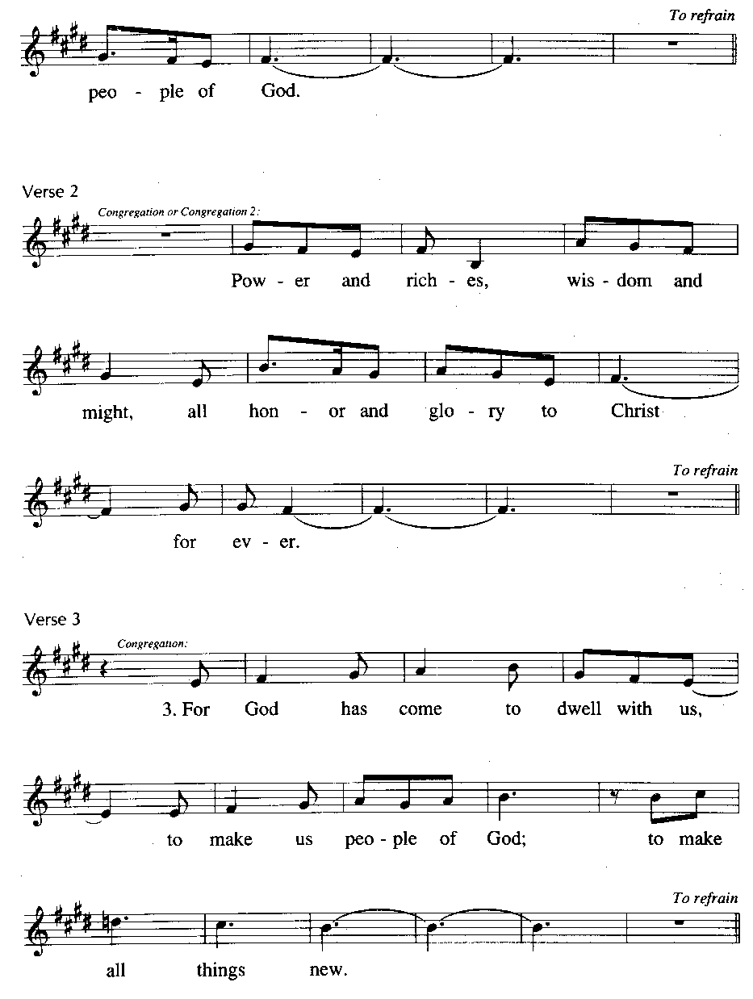 To refrain
peo - ple of God.
Verse 2
Congregation or Congregation 2:
Pow - er and rich - es, wis - dom and
might, all hon - or and glo - ry to Christ
To refrain
for ev - er.
Verse 3
Congregation:
3. For God has come to dwell with us,
to make us peo - ple of God; to make
To refrain
all things new.